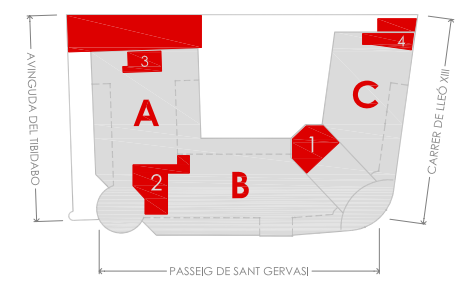 AVINGUDA DEL TIBIDABO
3
4
A
C
CARRER DE LLEÓ XIII
1
2
B
PASSEIG DE SANT GERVASI